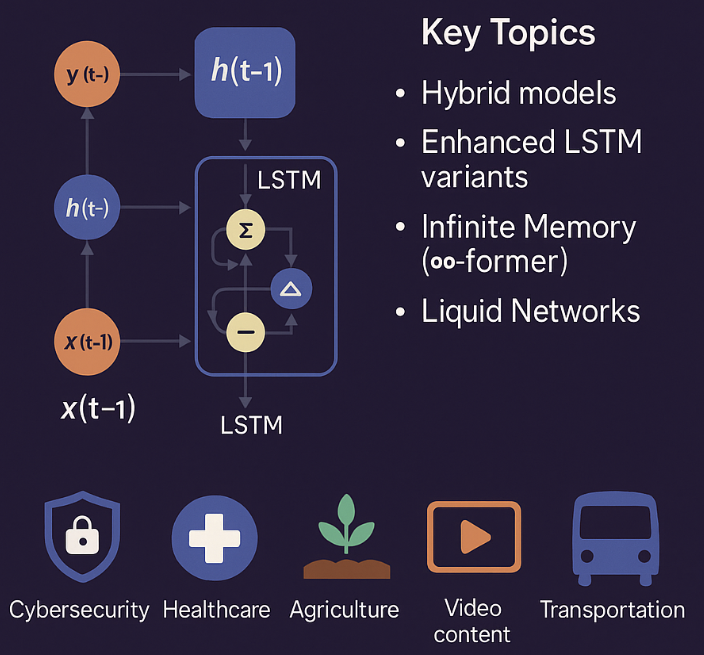 Key Topics
y (t-)
h(t-1)
• Hybrid models
• Enhanced LSTM
variants
LSTM
h(t-)
Σ
• Infinite Memory
(∞-former)
△
• Liquid Networks
−
x(t-1)
x(t-1)
LSTM
Cybersecurity
Healthcare
Agriculture
Video
content
Transportation